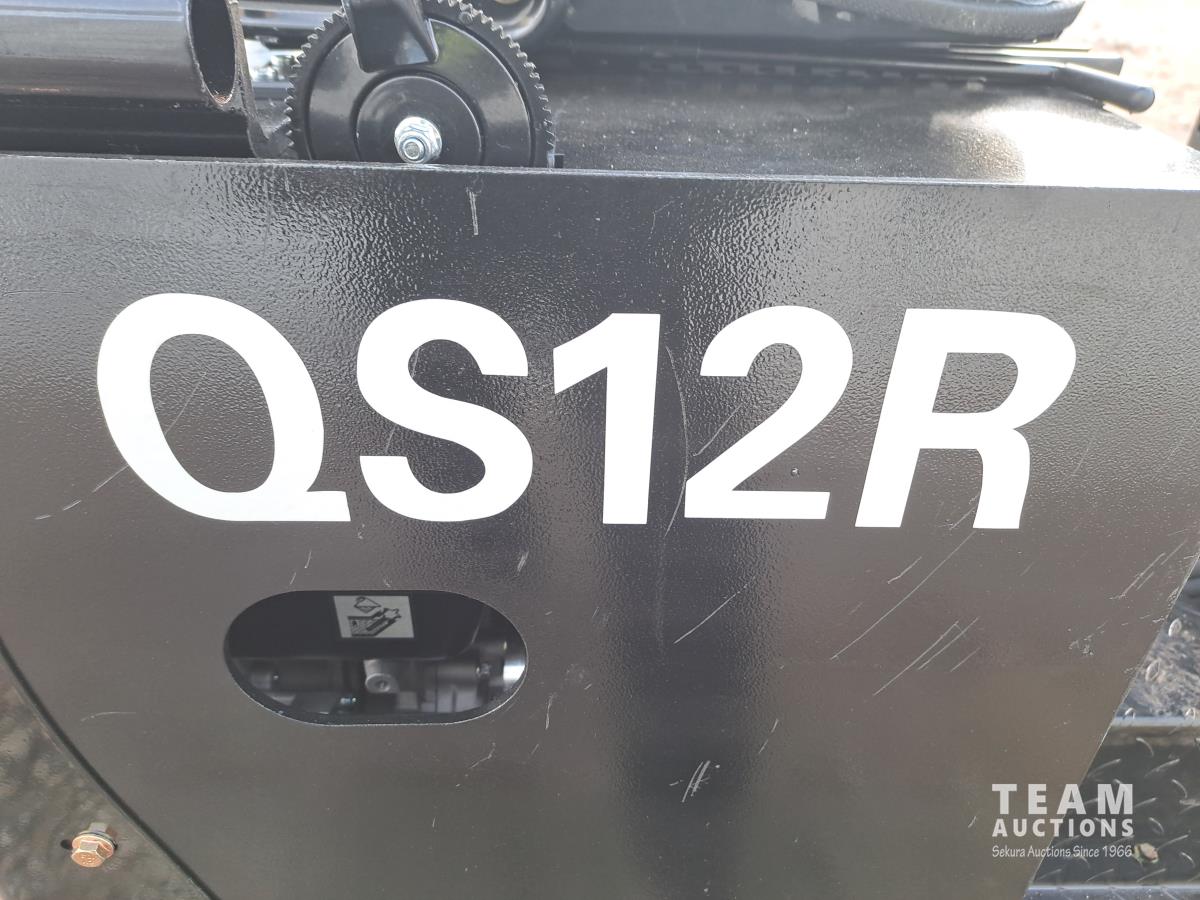 QS12R
TEAM
AUCTIONS
Sekura Auctions Since 1966